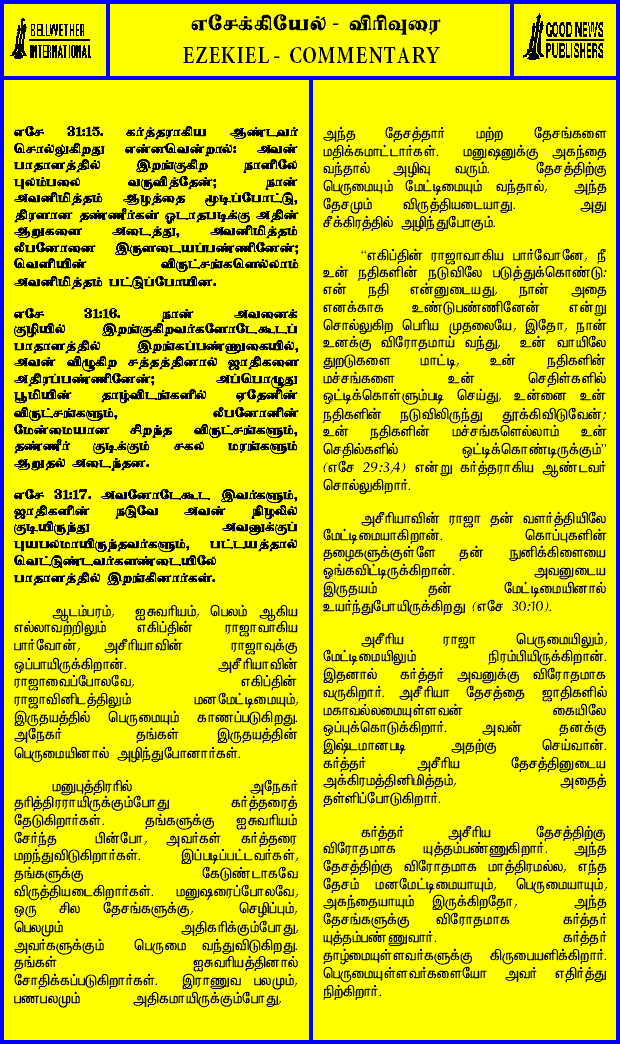 BELLWETHER
INTERNATIONAL
எசேக்கியேல் - விரிவுரை
EZEKIEL - COMMENTARY
GOOD NEWS
PUBLISHERS
எசே 31:15. கர்த்தராகிய ஆண்டவர்
சொல்லுகிறது என்னவென்றால்: அவன்
பாதாளத்தில் இறங்குகிற நாளிலே
புலம்பலை வருவித்தேன்; நான்
அவனிமித்தம் ஆழத்தை மூடிப்போட்டு,
திரளான தண்ணீர்கள் ஓடாதபடிக்கு அதின்
ஆறுகளை அடைத்து, அவனிமித்தம்
லீபனோனை இருளடையப்பண்ணினேன்;
வெளியின் விருட்சங்களெல்லாம்
அவனிமித்தம் பட்டுப்போயின.
எசே 31:16. நான் அவனைக்
குழியில் இறங்குகிறவர்களோடேகூடப்
பாதாளத்தில் இறங்கப்பண்ணுகையில்,
அவன் விழுகிற சத்தத்தினால் ஜாதிகளை
அதிரப்பண்ணினேன்; அப்பொழுது
பூமியின் தாழ்விடங்களில் ஏதேனின்
விருட்சங்களும், லீபனோனின்
மேன்மையான சிறந்த விருட்சங்களும்,
தண்ணீர் குடிக்கும் சகல மரங்களும்
ஆறுதல் அடைந்தன.
எசே 31:17. அவனோடேகூட இவர்களும்,
ஜாதிகளின் நடுவே அவன் நிழலில்
குடியிருந்து அவனுக்குப்
புயபலமாயிருந்தவர்களும், பட்டயத்தால்
வெட்டுண்டவர்களண்டையிலே
பாதாளத்தில் இறங்கினார்கள்.
ஆடம்பரம், ஐசுவரியம், பெலம் ஆகிய
எல்லாவற்றிலும் எகிப்தின் ராஜாவாகிய
பார்வோன், அசீரியாவின் ராஜாவுக்கு
ஒப்பாயிருக்கிறான். அசீரியாவின்
ராஜாவைப்போலவே, எகிப்தின்
ராஜாவினிடத்திலும் மனமேட்டிமையும்,
இருதயத்தில் பெருமையும் காணப்படுகிறது.
அநேகர் தங்கள் இருதயத்தின்
பெருமையினால் அழிந்துபோனார்கள்.
மனுபுத்திரரில் அநேகர்
தரித்திரராயிருக்கும்போது கர்த்தரைத்
தேடுகிறார்கள். தங்களுக்கு ஐசுவரியம்
சேர்ந்த பின்போ, அவர்கள் கர்த்தரை
மறந்துவிடுகிறார்கள். இப்படிப்பட்டவர்கள்,
தங்களுக்கு கேடுண்டாகவே
விருத்தியடைகிறார்கள். மனுஷரைப்போலவே,
ஒரு சில தேசங்களுக்கு, செழிப்பும்,
பெலமும் அதிகரிக்கும்போது,
அவர்களுக்கும் பெருமை வந்துவிடுகிறது.
தங்கள் ஐசுவரியத்தினால்
சோதிக்கப்படுகிறார்கள். இராணுவ பலமும்,
பணபலமும் அதிகமாயிருக்கும்போது,
அந்த தேசத்தார் மற்ற தேசங்களை
மதிக்கமாட்டார்கள். மனுஷனுக்கு அகந்தை
வந்தால் அழிவு வரும். தேசத்திற்கு
பெருமையும் மேட்டிமையும் வந்தால், அந்த
தேசமும் விருத்தியடையாது. அது
சீக்கிரத்தில் அழிந்துபோகும்.
"எகிப்தின் ராஜாவாகிய பார்வோனே, நீ
உன் நதிகளின் நடுவிலே படுத்துக்கொண்டு:
என் நதி என்னுடையது, நான் அதை
எனக்காக உண்டுபண்ணினேன் என்று
சொல்லுகிற பெரிய முதலையே, இதோ, நான்
உனக்கு விரோதமாய் வந்து, உன் வாயிலே
துறடுகளை மாட்டி, உன் நதிகளின்
மச்சங்களை உன் செதிள்களில்
ஒட்டிக்கொள்ளும்படி செய்து, உன்னை உன்
நதிகளின் நடுவிலிருந்து தூக்கிவிடுவேன்;
உன் நதிகளின் மச்சங்களெல்லாம் உன்
செதில்களில் ஒட்டிக்கொண்டிருக்கும்"
(எசே 29:3,4) என்று கர்த்தராகிய ஆண்டவர்
சொல்லுகிறார்.
அசீரியாவின் ராஜா தன் வளர்த்தியிலே
மேட்டிமையாகிறான். கொப்புகளின்
தழைகளுக்குள்ளே தன் நுனிக்கிளையை
ஓங்கவிட்டிருக்கிறான். அவனுடைய
இருதயம் தன் மேட்டிமையினால்
உயர்ந்துபோயிருக்கிறது (எசே 30:10).
அசீரிய ராஜா பெருமையிலும்,
மேட்டிமையிலும் நிரம்பியிருக்கிறான்.
இதனால் கர்த்தர் அவனுக்கு விரோதமாக
வருகிறார். அசீரியா தேசத்தை ஜாதிகளில்
மகாவல்லமையுள்ளவன் கையிலே
ஒப்புக்கொடுக்கிறார். அவன் தனக்கு
இஷ்டமானபடி அதற்கு செய்வான்.
கர்த்தர் அசீரிய தேசத்தினுடைய
அக்கிரமத்தினிமித்தம், அதைத்
தள்ளிப்போடுகிறார்.
கர்த்தர் அசீரிய தேசத்திற்கு
விரோதமாக யுத்தம்பண்ணுகிறார். அந்த
தேசத்திற்கு விரோதமாக மாத்திரமல்ல, எந்த
தேசம் மனமேட்டிமையாயும், பெருமையாயும்,
அகந்தையாயும் இருக்கிறதோ, அந்த
தேசங்களுக்கு விரோதமாக கர்த்தர்
யுத்தம்பண்ணுவார். கர்த்தர்
தாழ்மையுள்ளவர்களுக்கு கிருபையளிக்கிறார்.
பெருமையுள்ளவர்களையோ அவர் எதிர்த்து
நிற்கிறார்.